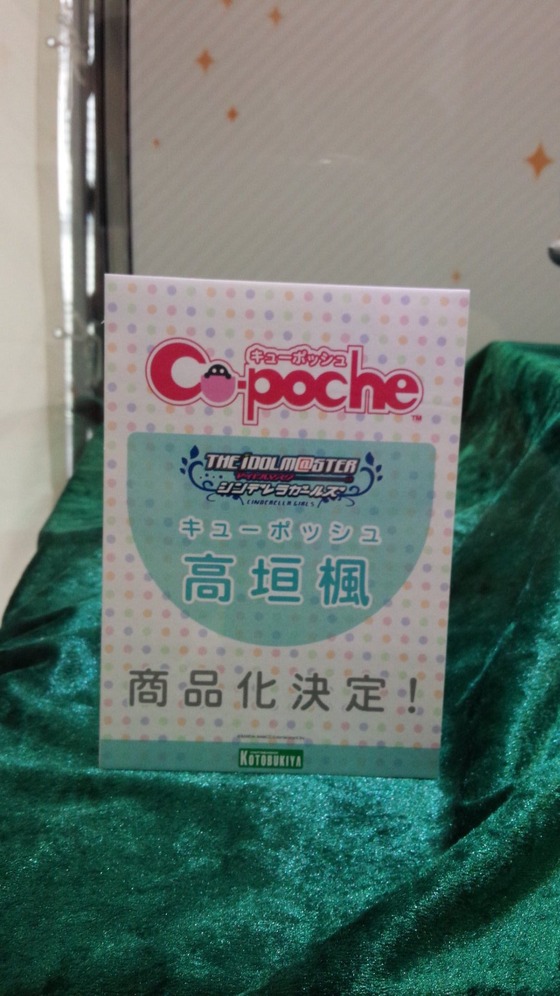 キューポッシュ
Cu-poche
TM
THE iDOLM@STER
アイドルマスター
シンデレラガールズ
CINDERELLA GIRLS
キューポッシュ
高垣楓
商品化決定！
KOTOBUKIYA